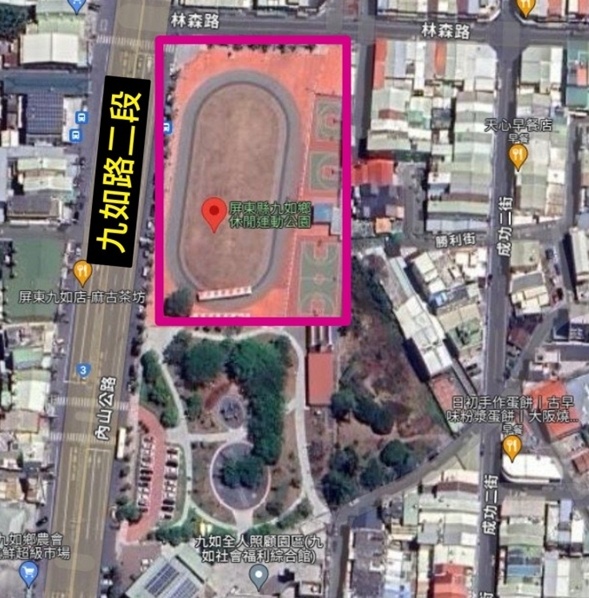 林森路
林森路
九如路二段
天心早餐店
早餐
屏東縣九如鄉
休閒運動公園
勝利街
成功二街
屏東九如店-麻古茶坊
3
內山公路
日初手作蛋餅｜古早
味粉漿蛋餅｜大阪燒...
早餐
成功二街
九如鄉農會
鮮超級市場
九如全人照顧園區(九
如社會福利綜合館)
街